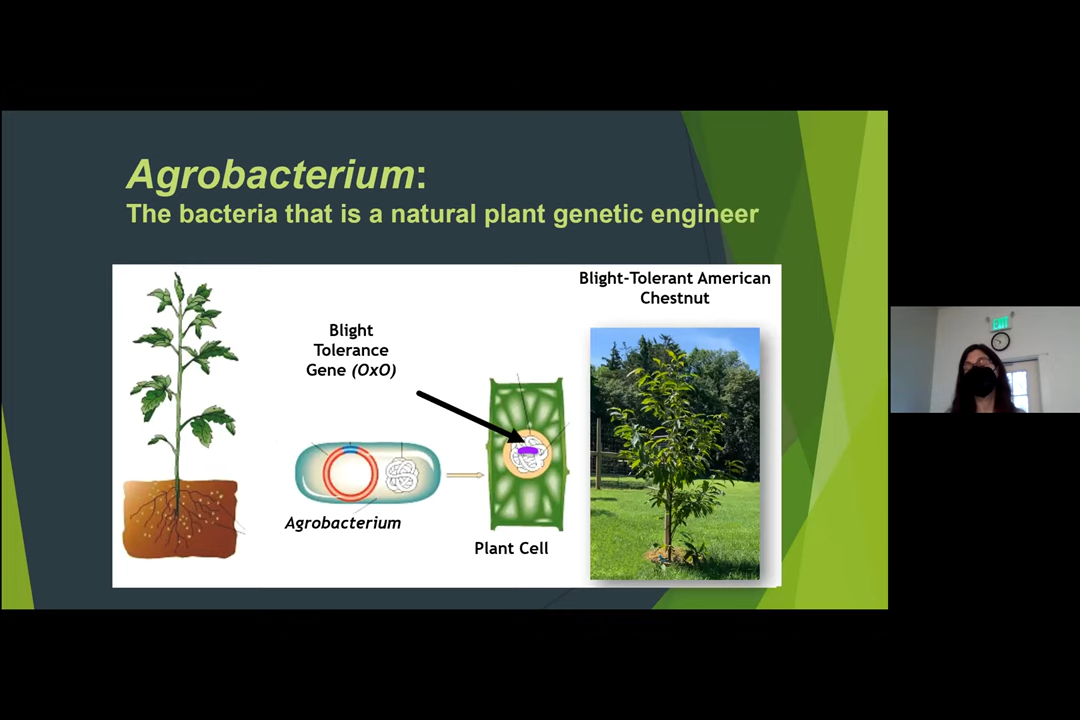 Agrobacterium:
The bacteria that is a natural plant genetic engineer
Blight-Tolerant American
Chestnut
Blight
Tolerance
Gene (OxO)
Agrobacterium
Plant Cell
EXIT